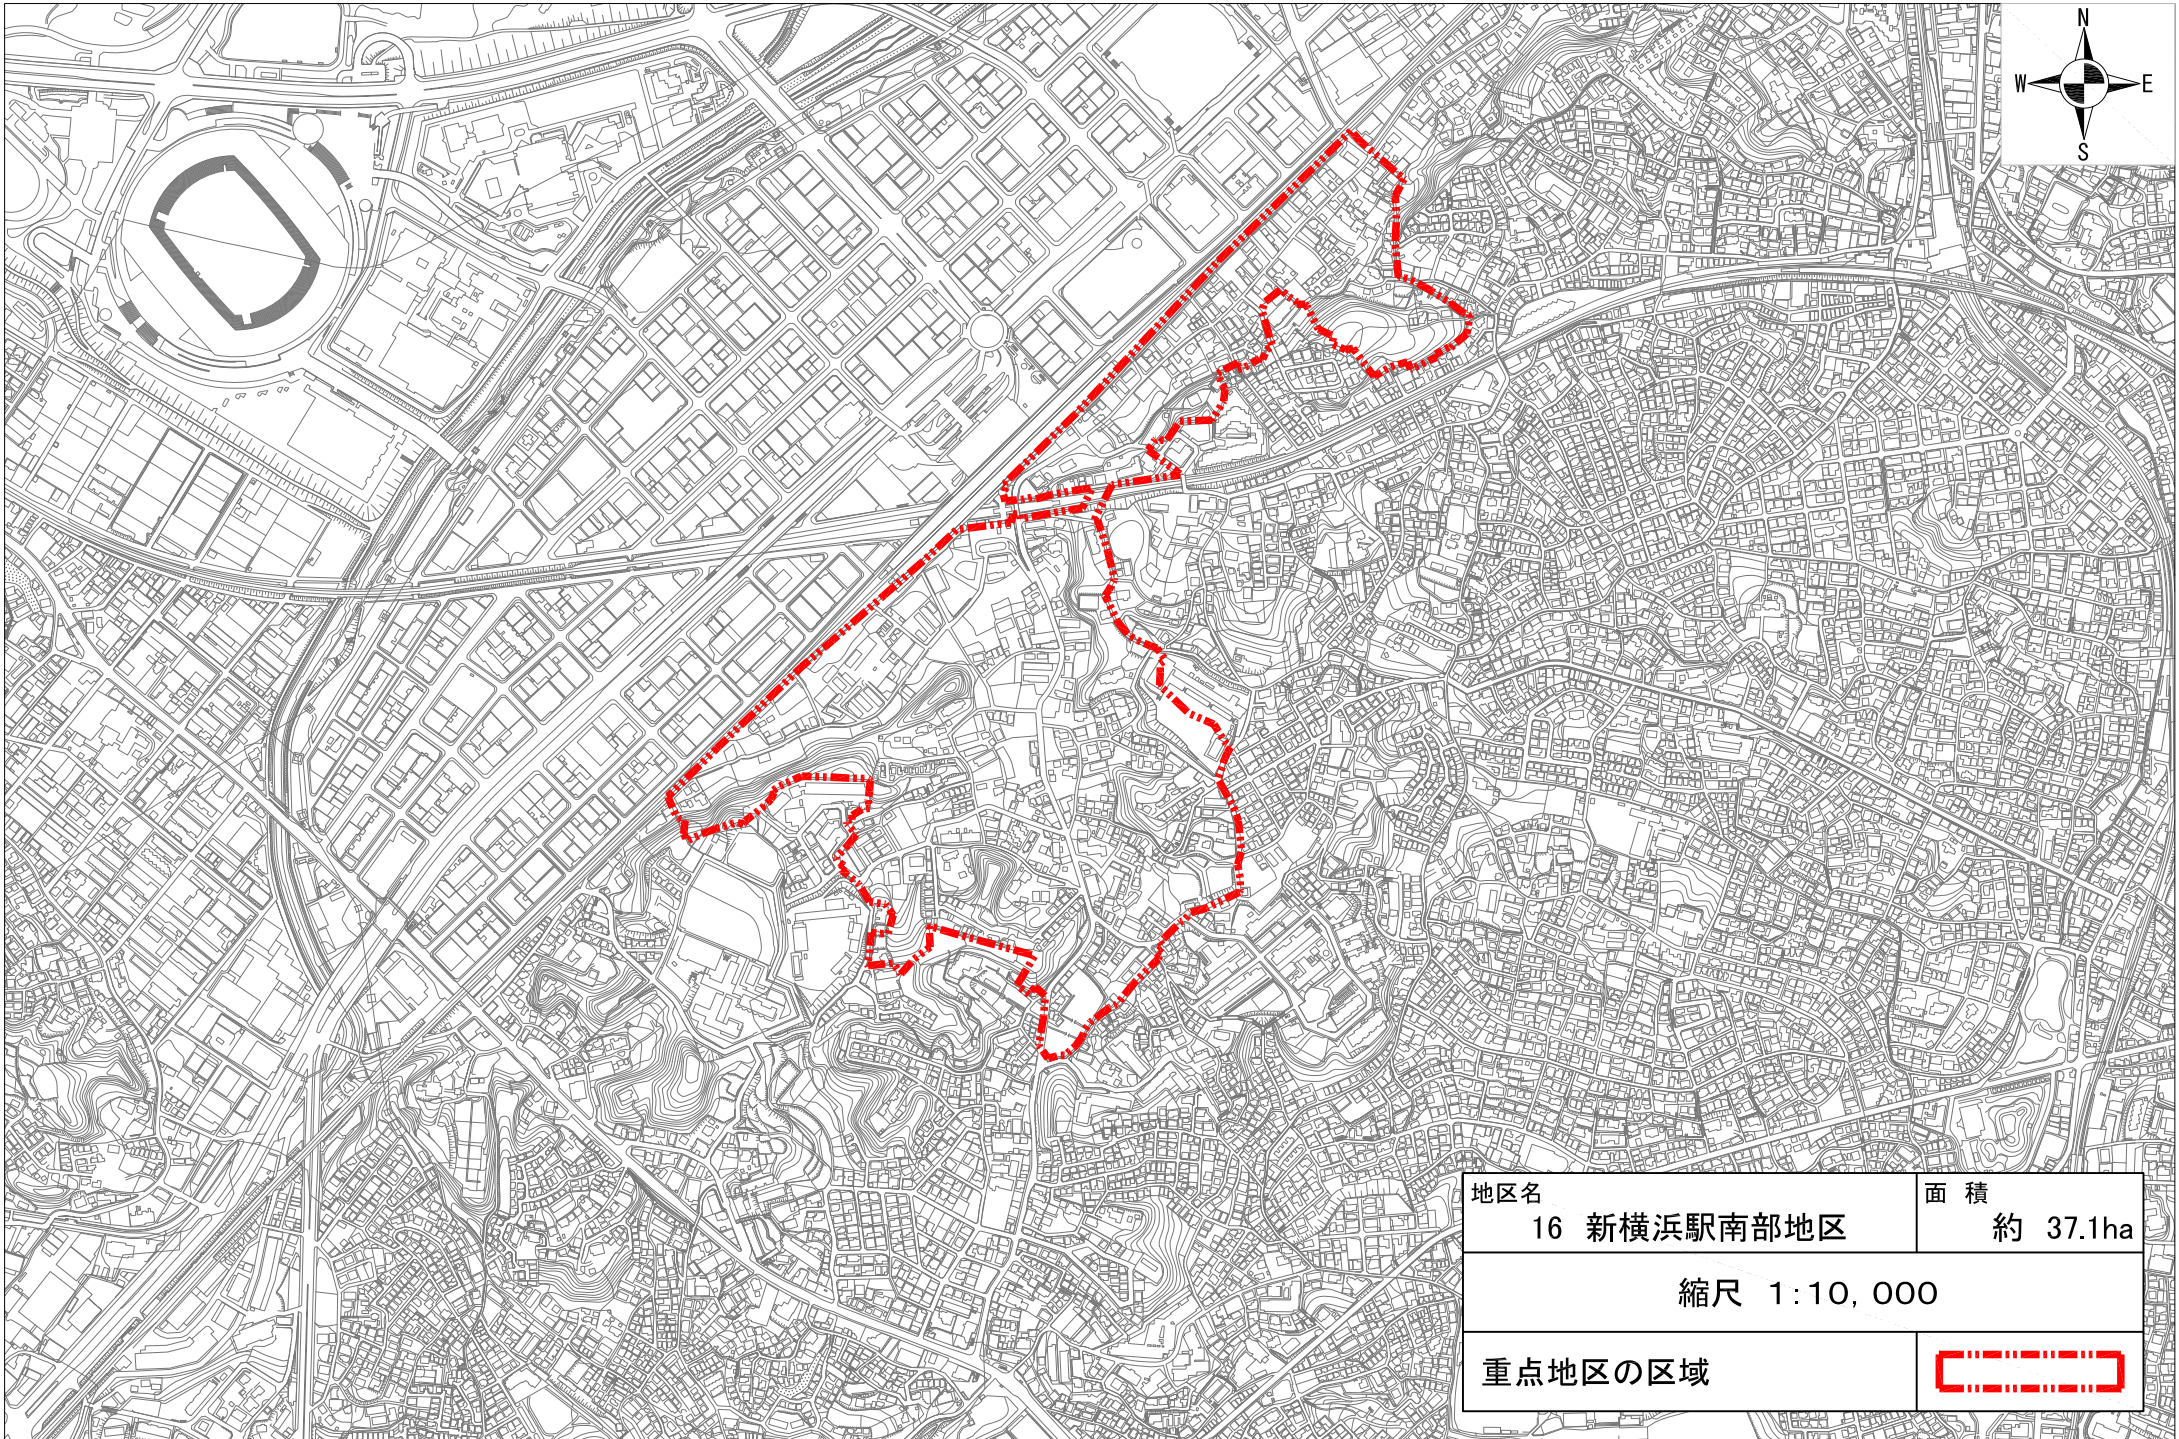 N
W E
S
地区名
16 新横浜駅南部地区
面 積
約 37.1ha
縮尺 1:10,000
重点地区の区域